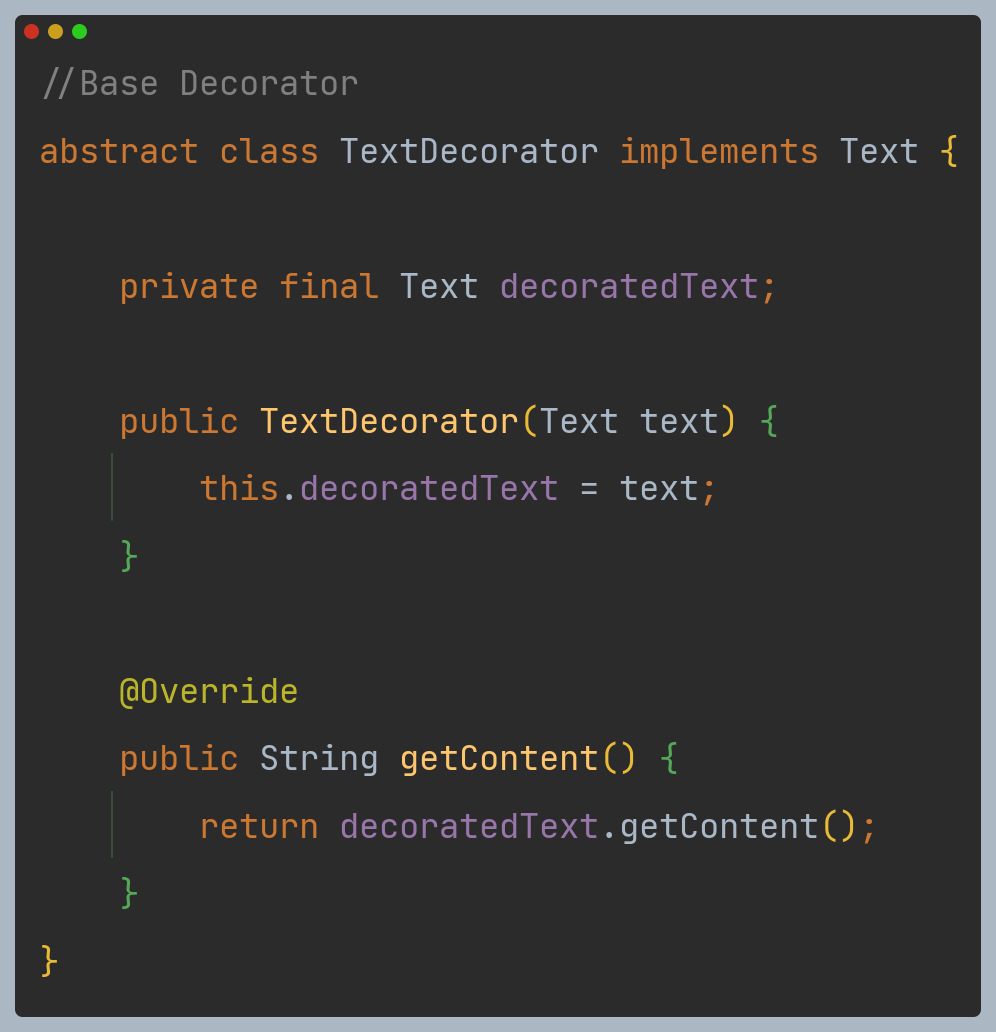 //Base Decorator
abstract class TextDecorator implements Text {
private final Text decoratedText;
public TextDecorator(Text text) {
this.decoratedText = text;
}
@Override
public String getContent() {
return decoratedText.getContent();
}
}